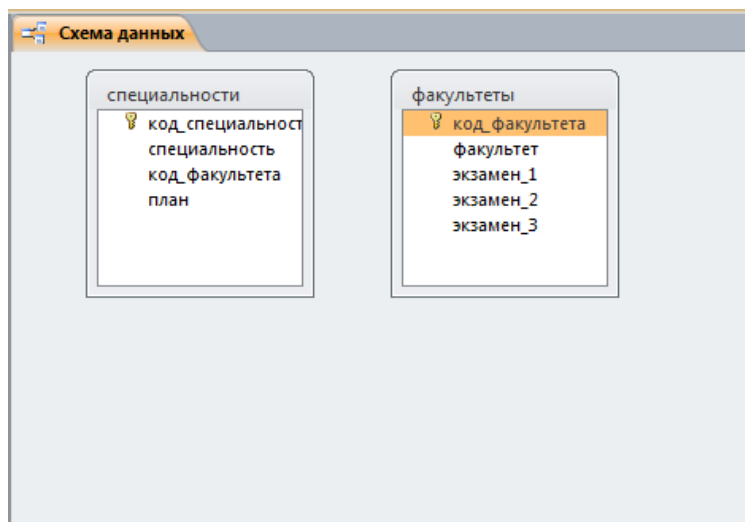 Схема данных
специальности
код_специальност
специальность
код_факультета
план
факультеты
код_факультета
факультет
экзамен_1
экзамен_2
экзамен_3